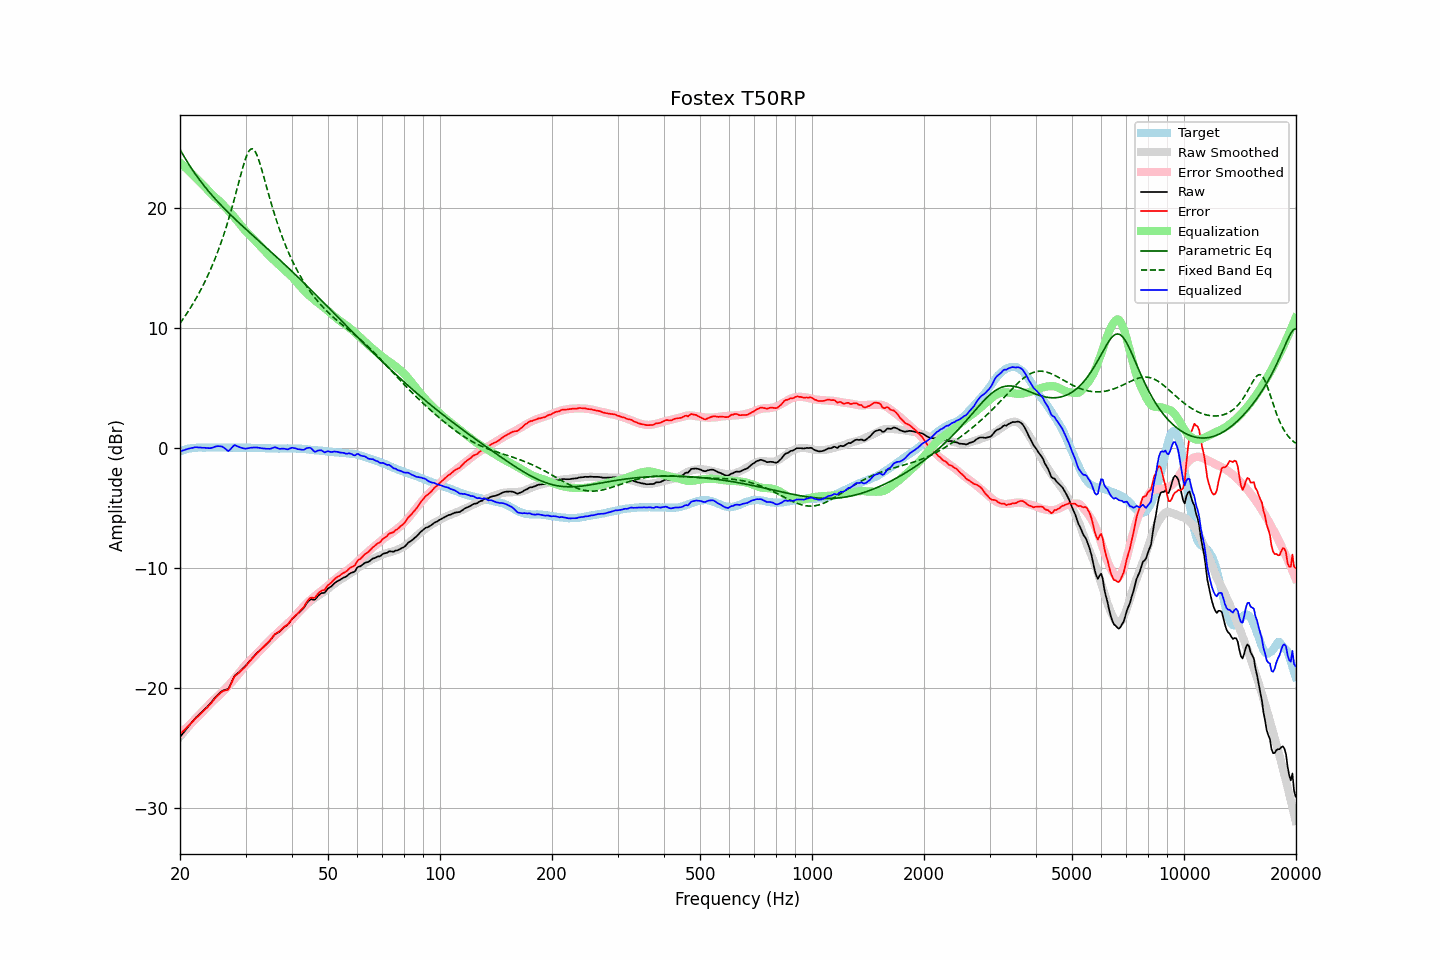 Fostex T50RP
Target
Raw Smoothed
Error Smoothed
Raw
Error
Equalization
Parametric Eq
Fixed Band Eq
Equalized
Amplitude (dBr)
20
10
0
−10
−20
−30
20 50 100 200 500 1000 2000 5000 10000 20000
Frequency (Hz)